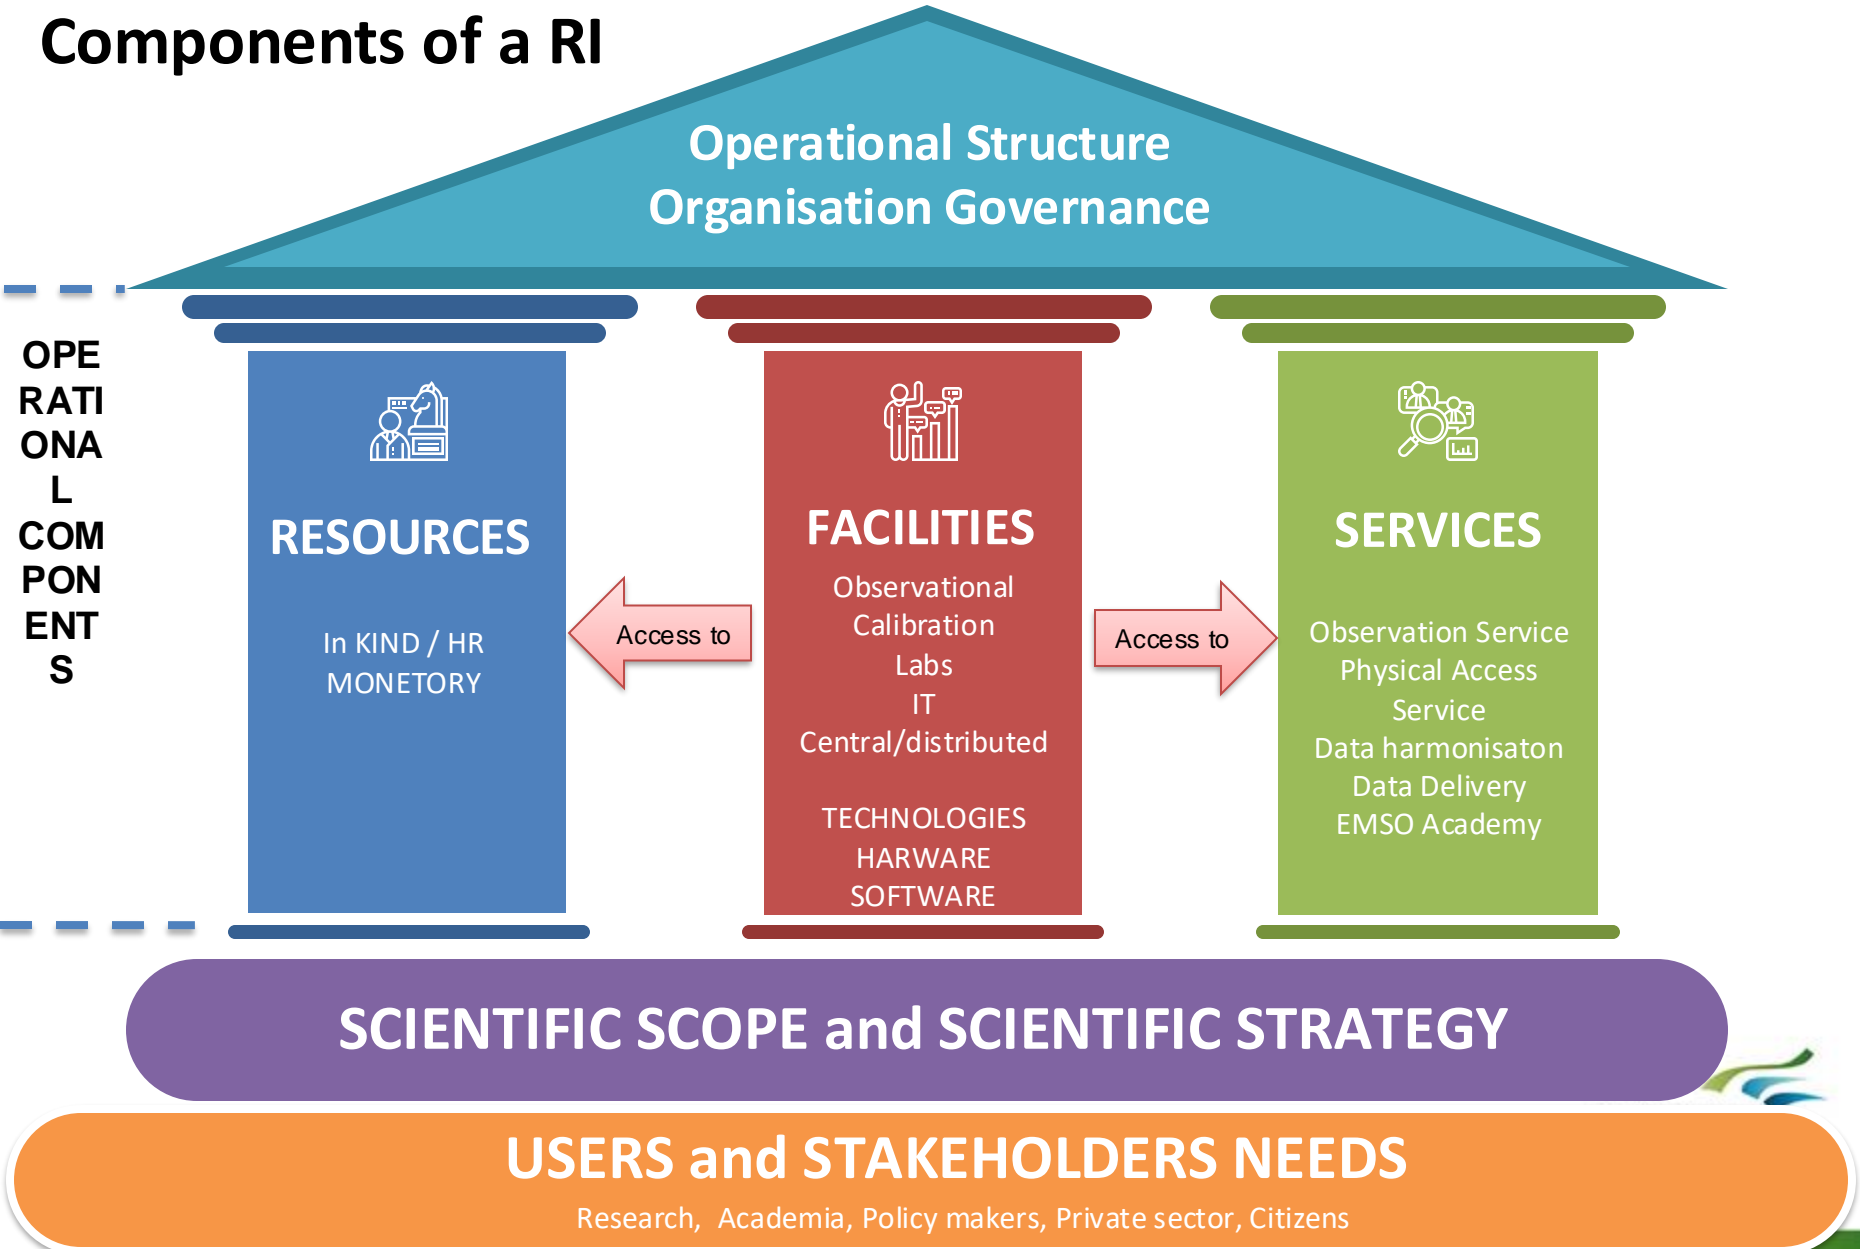 Components of a RI
Operational Structure
Organisation Governance
OPE
RATI
ONA
L
COM
PON
ENT
S
RESOURCES
In KIND / HR
MONETORY
Access to
FACILITIES
Observational
Calibration
Labs
IT
Central/distributed
TECHNOLOGIES
HARWARE
SOFTWARE
Access to
SERVICES
Observation Service
Physical Access
Service
Data harmonisaton
Data Delivery
EMSO Academy
SCIENTIFIC SCOPE and SCIENTIFIC STRATEGY
USERS and STAKEHOLDERS NEEDS
Research, Academia, Policy makers, Private sector, Citizens